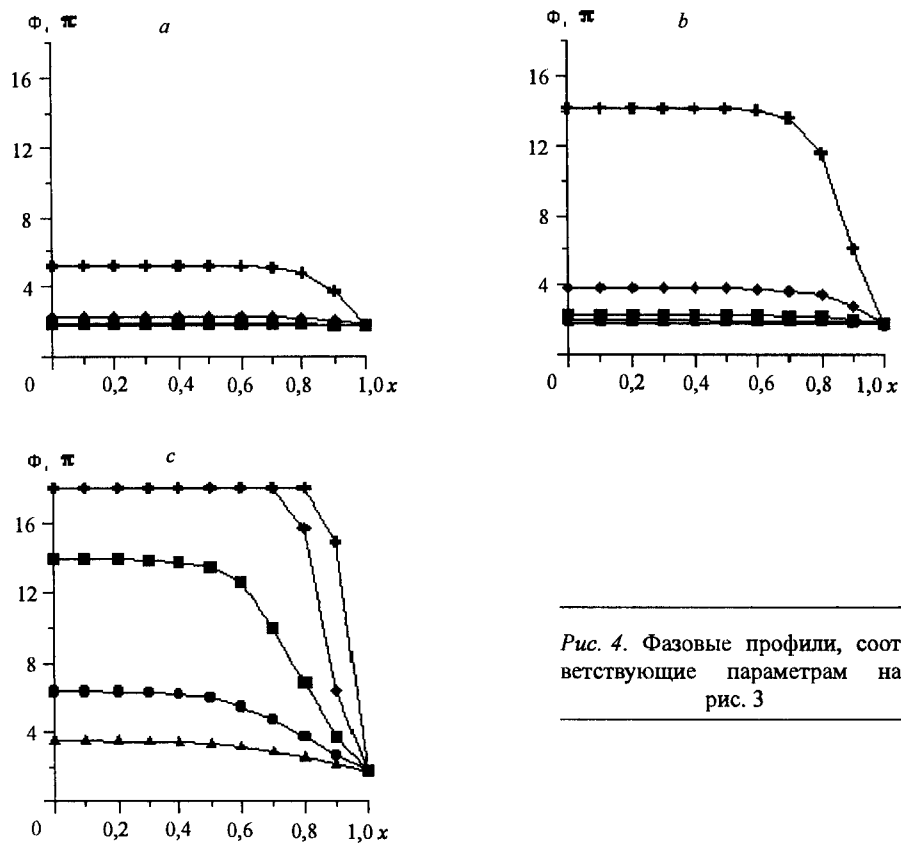 Ф, π
a
16
12
8
4
0
0,2
0,4
0,6
0,8
1,0 x
Ф, π
b
16
12
8
4
0
0,2
0,4
0,6
0,8
1,0 x
Ф, π
c
16
12
8
4
0
0,2
0,4
0,6
0,8
1,0 x
Рис. 4. Фазовые профили, соот
ветствующие параметрам на
рис. 3